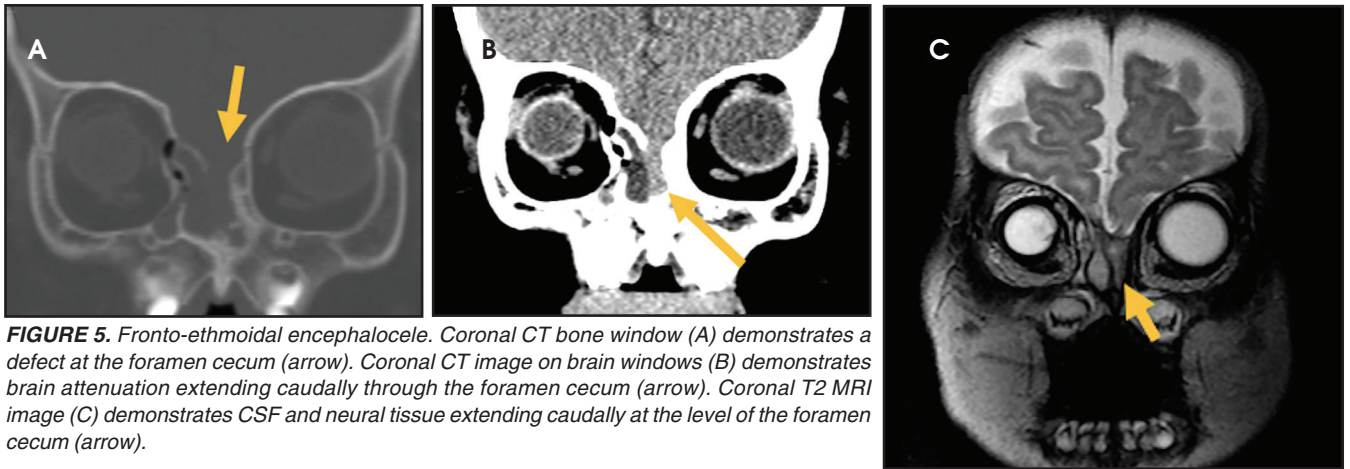 A
B
C
FIGURE 5. Fronto-ethmoidal encephalocele. Coronal CT bone window (A) demonstrates a
defect at the foramen cecum (arrow). Coronal CT image on brain windows (B) demonstrates
brain attenuation extending caudally through the foramen cecum (arrow). Coronal T2 MRI
image (C) demonstrates CSF and neural tissue extending caudally at the level of the foramen
cecum (arrow).